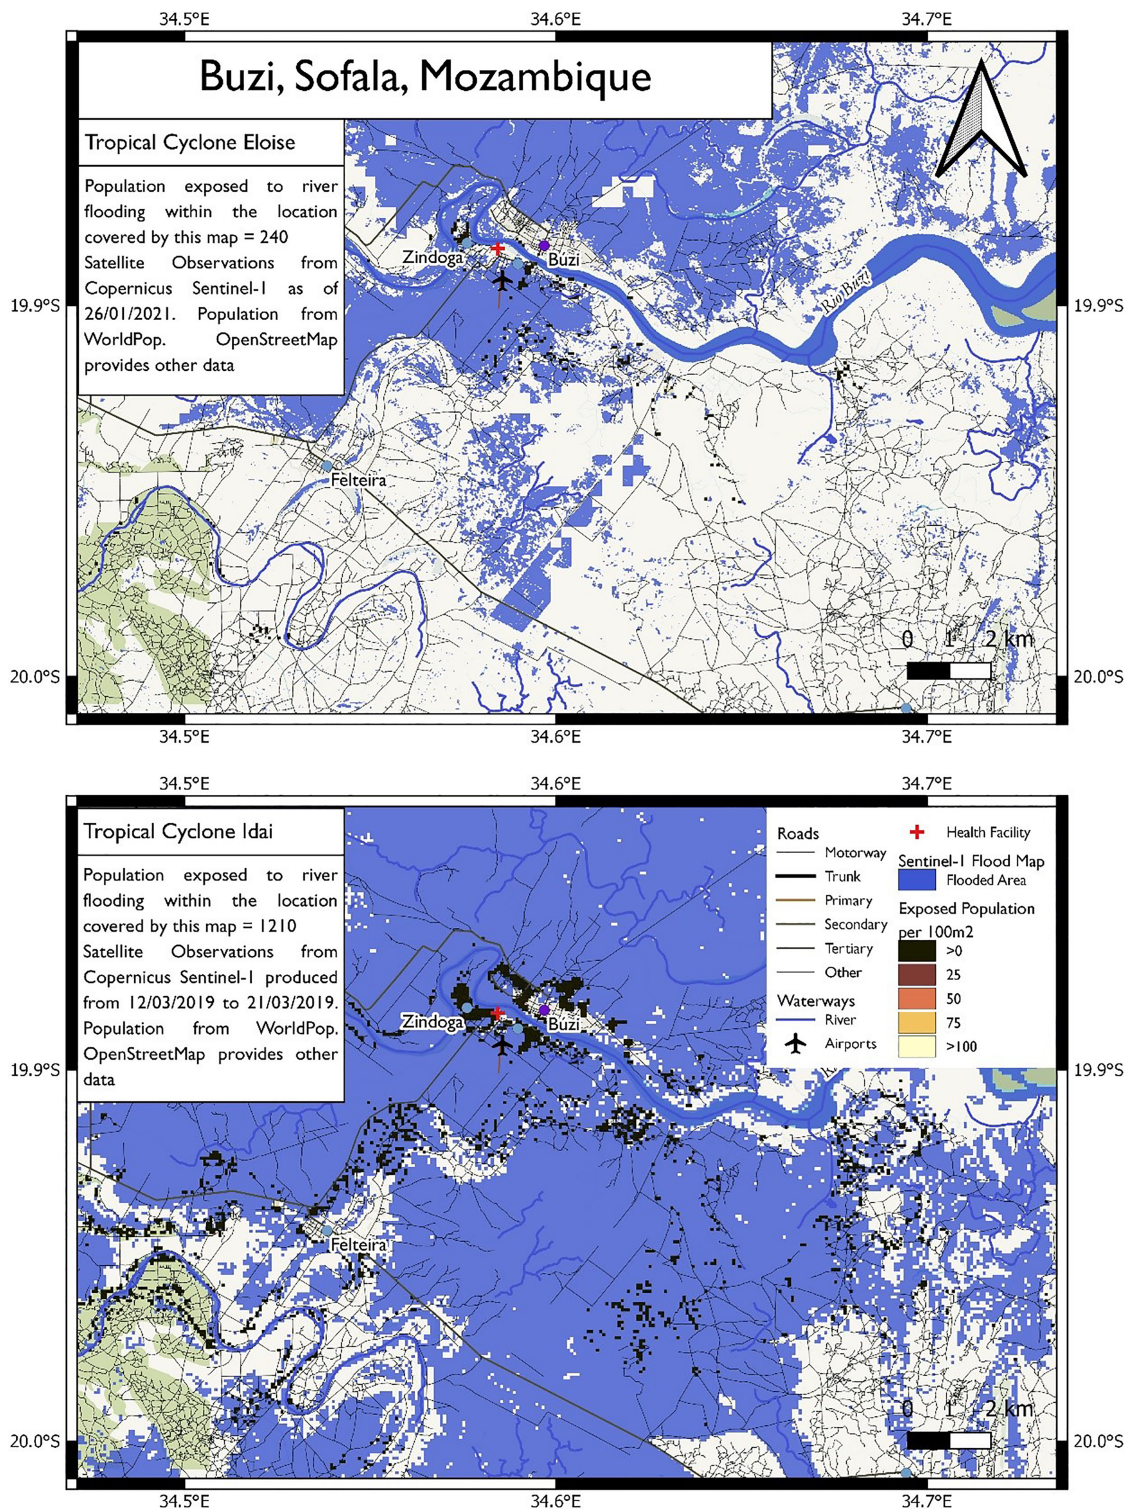 34.5°E 34.6°E 34.7°E
Buzi, Sofala, Mozambique
Tropical Cyclone Eloise
Population exposed to river
flooding within the location
covered by this map = 240
Satellite Observations from
Copernicus Sentinel-1 as of
26/01/2021. Population from
WorldPop. OpenStreetMap
provides other data
Zindoga
Buzi
Rio Buzi
19.9°S 19.9°S
Felteira
0 1 2 km
20.0°S 20.0°S
34.5°E 34.6°E 34.7°E
34.5°E 34.6°E 34.7°E
Tropical Cyclone Idai
Population exposed to river
flooding within the location
covered by this map = 1210
Satellite Observations from
Copernicus Sentinel-1 produced
from 12/03/2019 to 21/03/2019.
Population from WorldPop.
OpenStreetMap provides other
data
Roads
Motorway
Trunk
Primary
Secondary
Tertiary
Other
Waterways
River
Airports
Health Facility
Sentinel-1 Flood Map
Flooded Area
Exposed Population
per 100m2
>0
25
50
75
>100
Zindoga
Buzi
19.9°S 19.9°S
Felteira
0 1 2 km
20.0°S 20.0°S
34.5°E 34.6°E 34.7°E